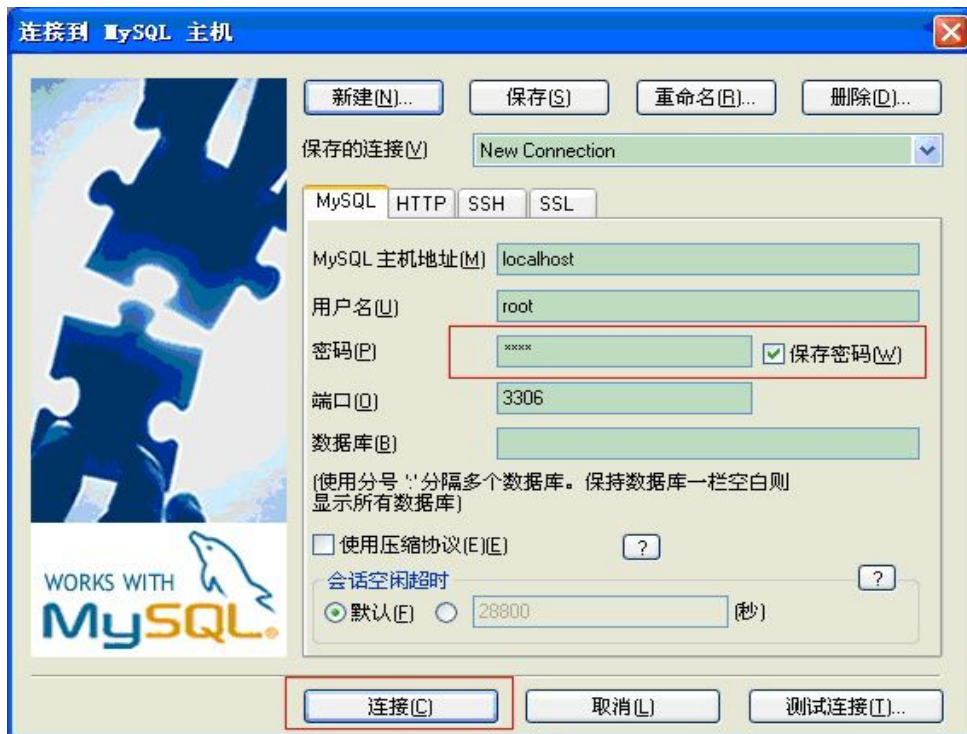 连接到 MySQL 主机
新建(N)... 保存(S) 重命名(R)... 删除(D)...
保存的连接(V) New Connection
MySQL HTTP SSH SSL
MySQL 主机地址(M) localhost
用户名(U) root
密码(P) **** 保存密码(W)
端口(O) 3306
数据库(B)
(使用分号 ';' 分隔多个数据库。保持数据库一栏空白则
显示所有数据库)
使用压缩协议(E)(E) ?
会话空闲超时 ?
默认(F) 28800 (秒)
WORKS WITH
MySQL.
连接(C) 取消(L) 测试连接(T)...